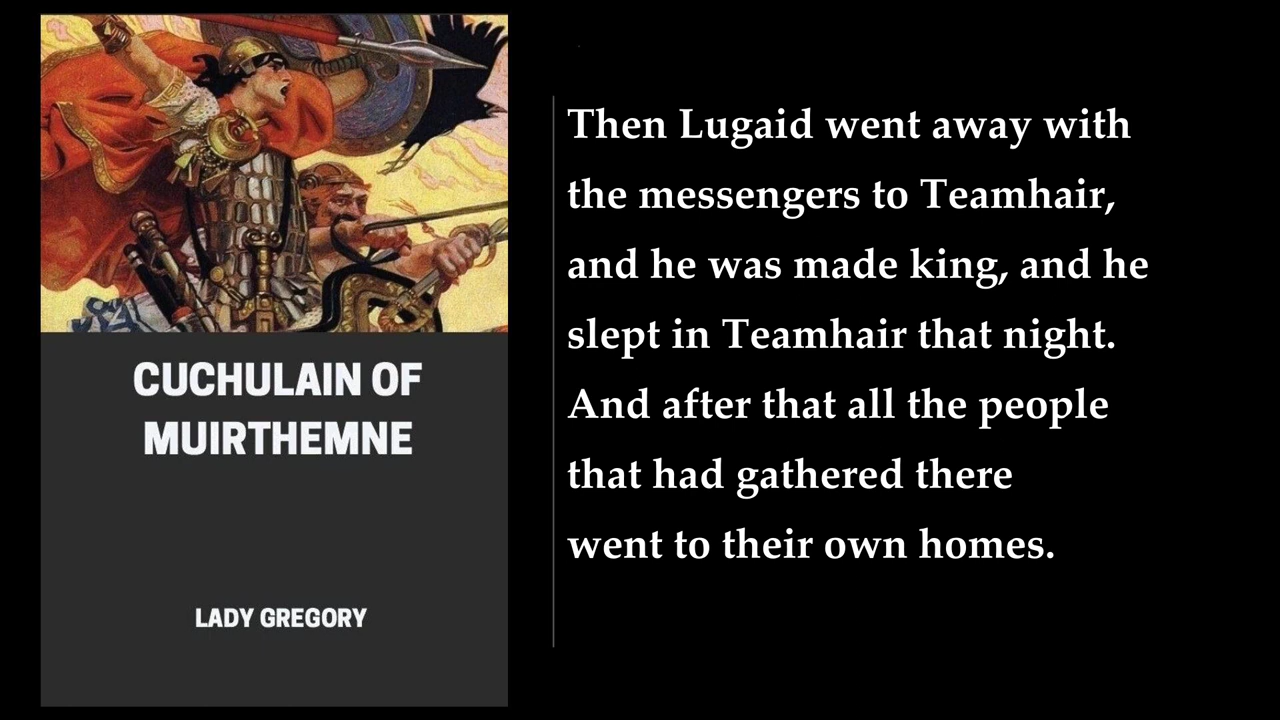 CUCHULAIN OF
MUIRTHEMNE
LADY GREGORY
Then Lugaid went away with
the messengers to Teamhair,
and he was made king, and he
slept in Teamhair that night.
And after that all the people
that had gathered there
went to their own homes.